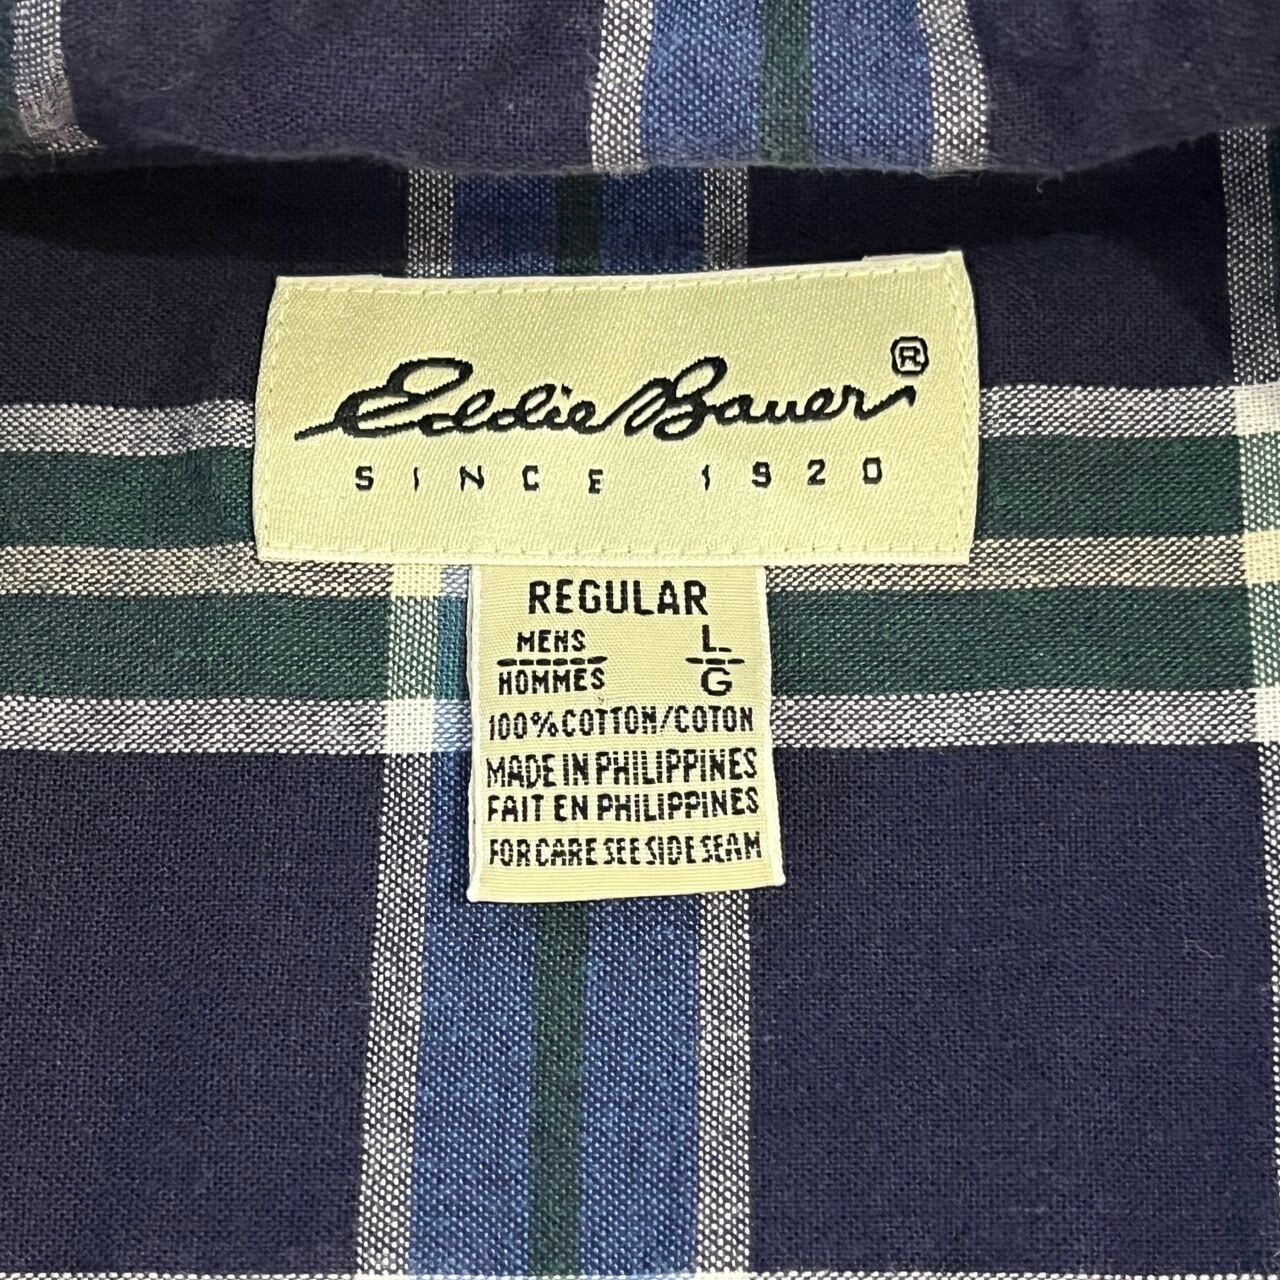 Eddie Bauer®
SINCE 1920
REGULAR
MENS L
HOMMES G
100% COTTON/COTON
MADE IN PHILIPPINES
FAIT EN PHILIPPINES
FOR CARE SEE SIDE SEAM